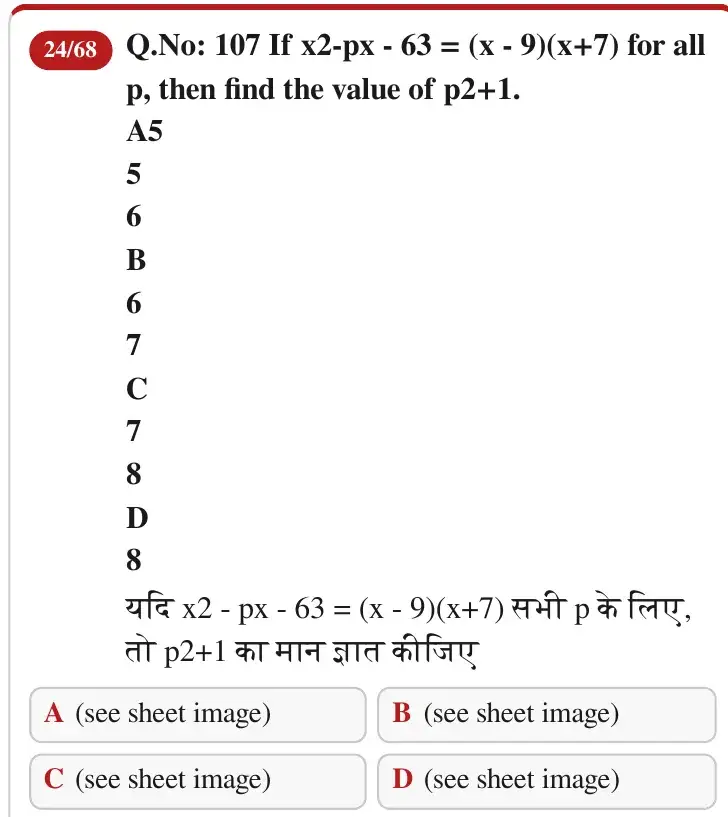 24/68 Q.No: 107 If x2-px - 63 = (x - 9)(x+7) for all
p, then find the value of p2+1.
A5
5
6
B
6
7
C
7
8
D
8
यदि x2 - px - 63 = (x - 9)(x+7) सभी p के लिए,
तो p2+1 का मान ज्ञात कीजिए
A (see sheet image)
B (see sheet image)
C (see sheet image)
D (see sheet image)